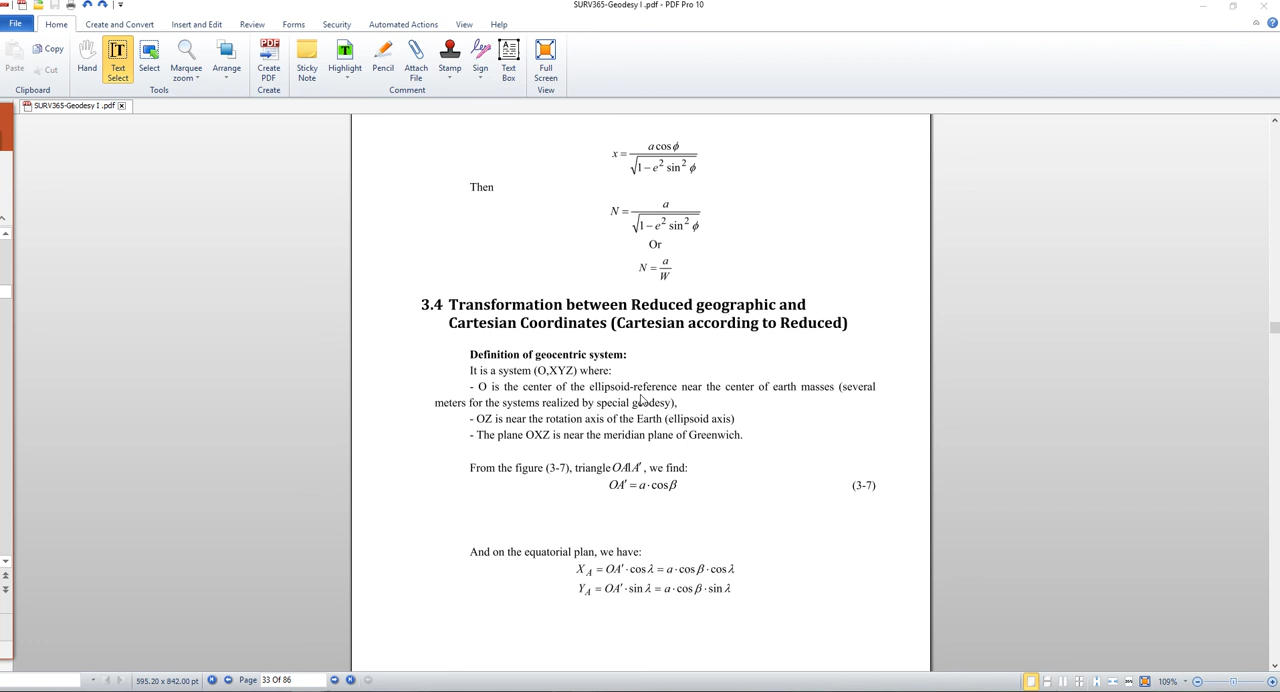 SURV365-Geodesy I .pdf - PDF Pro 10
File Home Create and Convert Insert and Edit Review Forms Security Automated Actions View Help
Paste Copy Cut Hand Text Select Select Marquee zoom Arrange Create PDF Sticky Note Highlight Pencil Attach File Stamp Sign Text Box Full Screen
Clipboard Tools Create Comment View
SURV365-Geodesy I .pdf
x = a cos ϕ / √(1 − e² sin² ϕ)
Then
N = a / √(1 − e² sin² ϕ)
Or
N = a / W
3.4 Transformation between Reduced geographic and
Cartesian Coordinates (Cartesian according to Reduced)
Definition of geocentric system:
It is a system (O,XYZ) where:
- O is the center of the ellipsoid-reference near the center of earth masses (several
meters for the systems realized by special geodesy),
- OZ is near the rotation axis of the Earth (ellipsoid axis)
- The plane OXZ is near the meridian plane of Greenwich.
From the figure (3-7), triangle OA1A′ , we find:
OA′ = a · cos β (3-7)
And on the equatorial plan, we have:
X_A = OA′ · cos λ = a · cos β · cos λ
Y_A = OA′ · sin λ = a · cos β · sin λ
595.20 x 842.00 pt Page 33 Of 86 109%